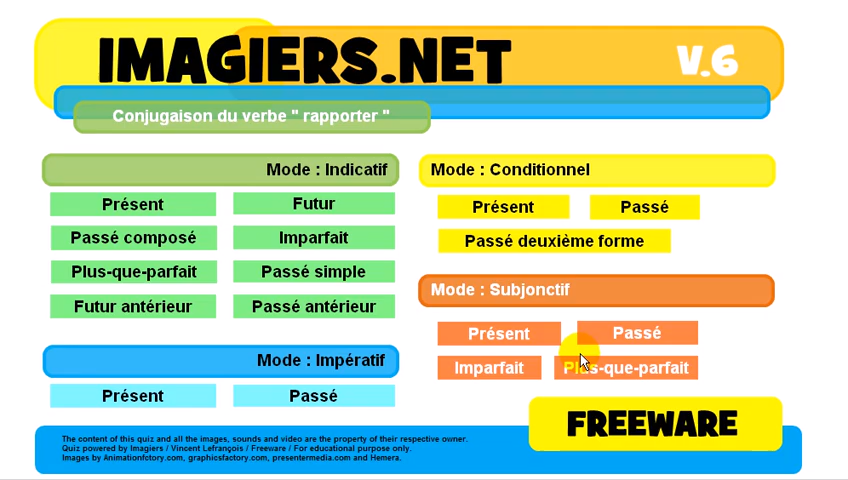 IMAGIERS.NET
V.6
Conjugaison du verbe " rapporter "
Mode : Indicatif
Présent
Futur
Passé composé
Imparfait
Plus-que-parfait
Passé simple
Futur antérieur
Passé antérieur
Mode : Impératif
Présent
Passé
Mode : Conditionnel
Présent
Passé
Passé deuxième forme
Mode : Subjonctif
Présent
Passé
Imparfait
Plus-que-parfait
FREEWARE
The content of this quiz and all the images, sounds and video are the property of their respective owner.
Quiz powered by Imagiers / Vincent Lefrançois / Freeware / For educational purpose only.
Images by Animationfctory.com, graphicsfactory.com, presentermedia.com and Hemera.